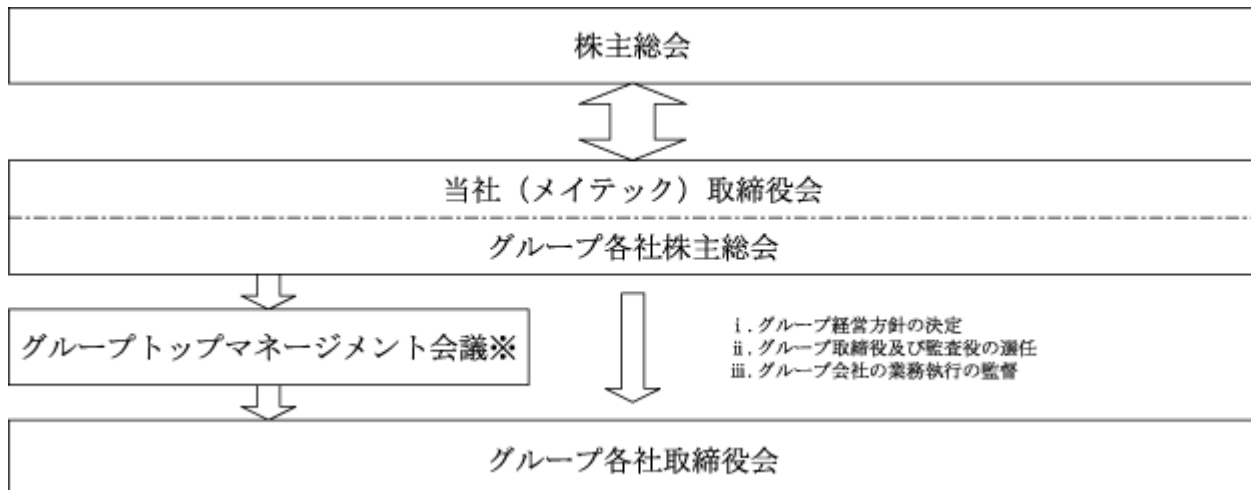 株主総会
当社（メイテック）取締役会
グループ各社株主総会
グループトップマネージメント会議※
ⅰ. グループ経営方針の決定
ⅱ. グループ取締役及び監査役の選任
ⅲ. グループ会社の業務執行の監督
グループ各社取締役会